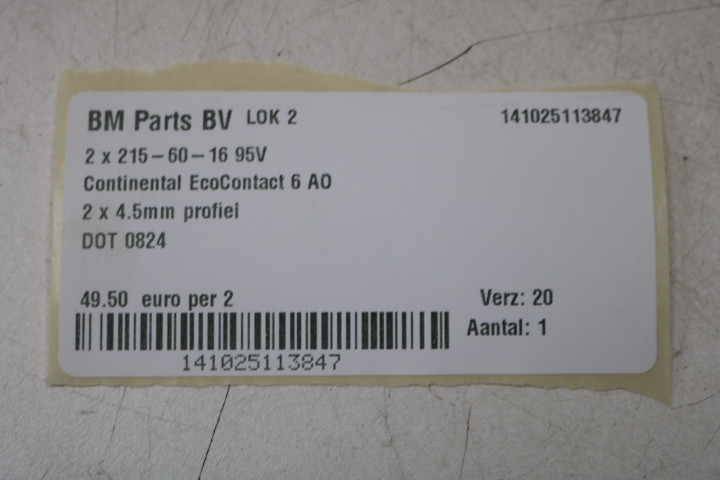 BM Parts BV LOK 2 141025113847
2 x 215-60-16 95V
Continental EcoContact 6 AO
2 x 4.5mm profiel
DOT 0824
49.50 euro per 2 Verz: 20
Aantal: 1
141025113847